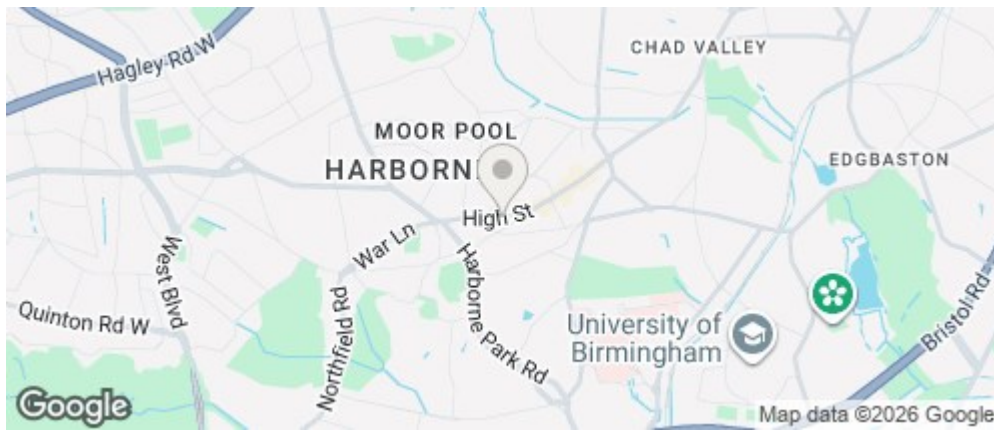 CHAD VALLEY
Hagley Rd W
MOOR POOL
HARBORN
EDGBASTON
High St
War Ln
West Blvd
Harborne Park Rd
Northfield Rd
Quinton Rd W
University of
Birmingham
Bristol Rd
Google
Map data ©2026 Google